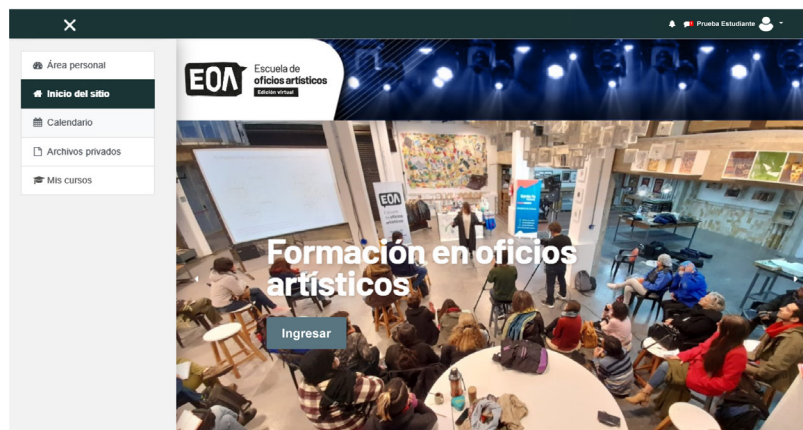 Prueba Estudiante
Área personal
Inicio del sitio
Calendario
Archivos privados
Mis cursos
EOA
Escuela de
oficios artísticos
Edición virtual
EOA
Formación en oficios
artísticos
Ingresar